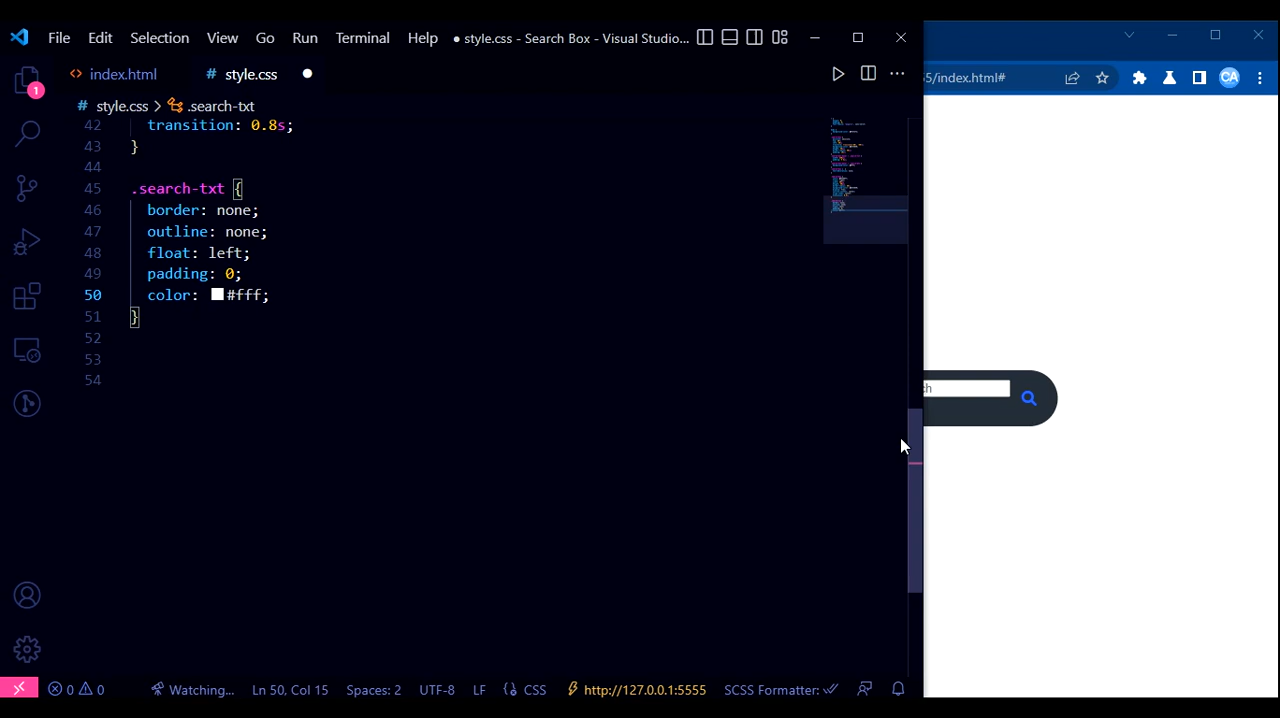 File Edit Selection View Go Run Terminal Help ● style.css - Search Box - Visual Studio...
<> index.html # style.css ●
5/index.html#
CA
1
# style.css > .search-txt
42 transition: 0.8s;
43 }
44
45 .search-txt {
46 border: none;
47 outline: none;
48 float: left;
49 padding: 0;
50 color: #fff;
51 }
52
53
54
ch
0 0 Watching... Ln 50, Col 15 Spaces: 2 UTF-8 LF {} CSS http://127.0.0.1:5555 SCSS Formatter: